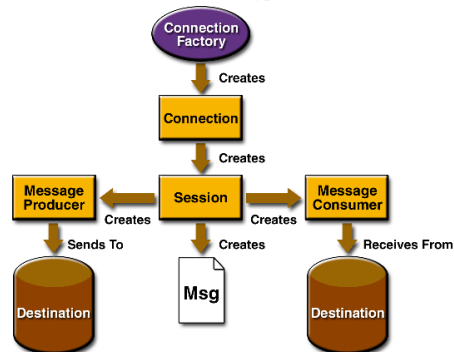 Connection
Factory
Creates
Connection
Creates
Message
Producer
Creates
Session
Creates
Message
Consumer
Sends To
Creates
Receives From
Destination
Msg
Destination